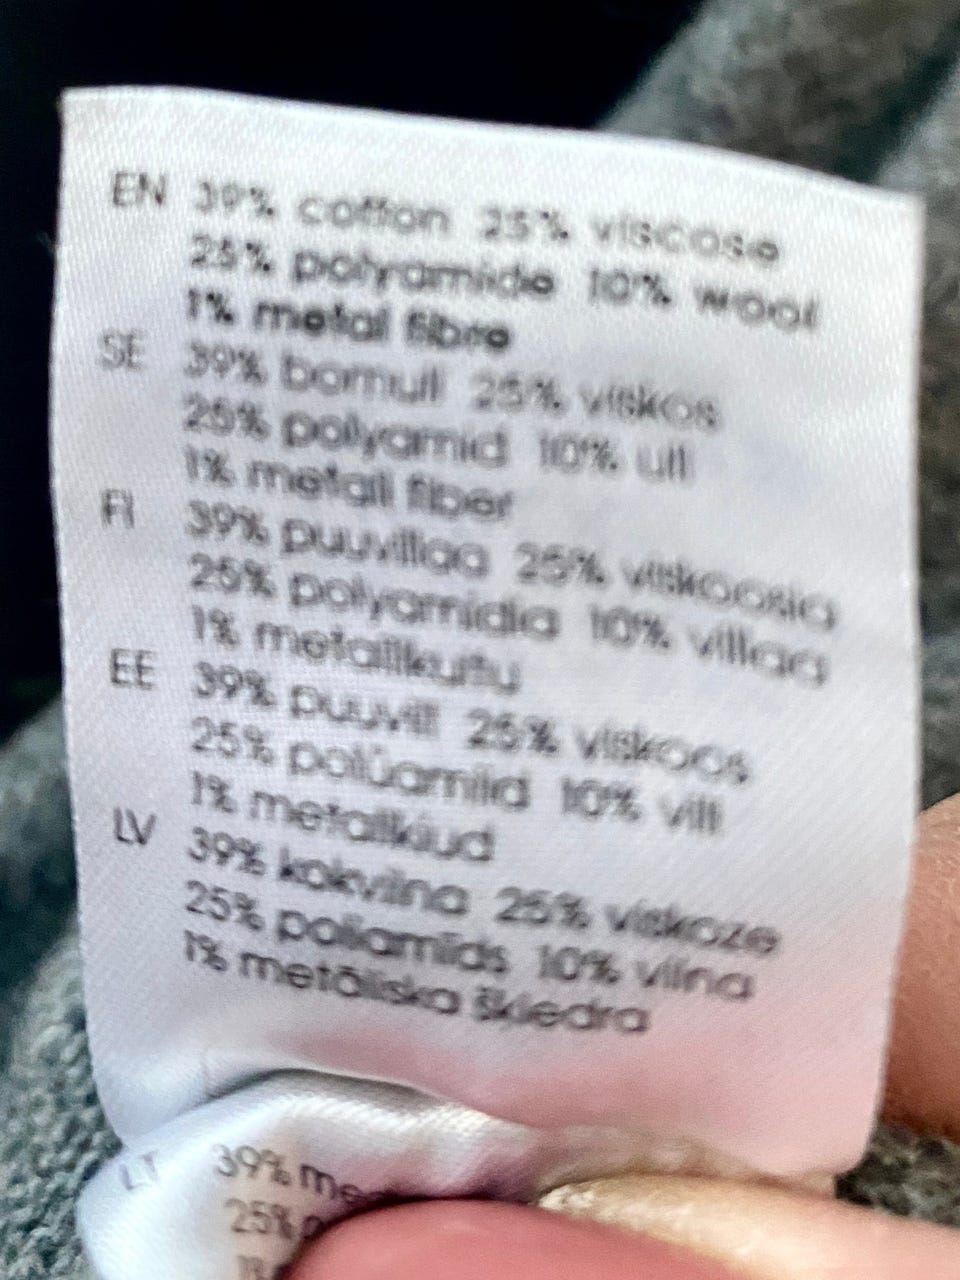 EN 39% cotton 25% viscose
25% polyamide 10% wool
1% metal fibre
SE 39% bomull 25% viskos
25% polyamid 10% ull
1% metall fiber
FI 39% puuvillaa 25% viskoosia
25% polyamidia 10% villaa
1% metallikuitu
EE 39% puuvill 25% viskoos
25% polüamiid 10% vill
1% metallkiud
LV 39% kokvilna 25% viskoze
25% poliamīds 10% vilna
1% metāliska šķiedra
LT 39%
25%